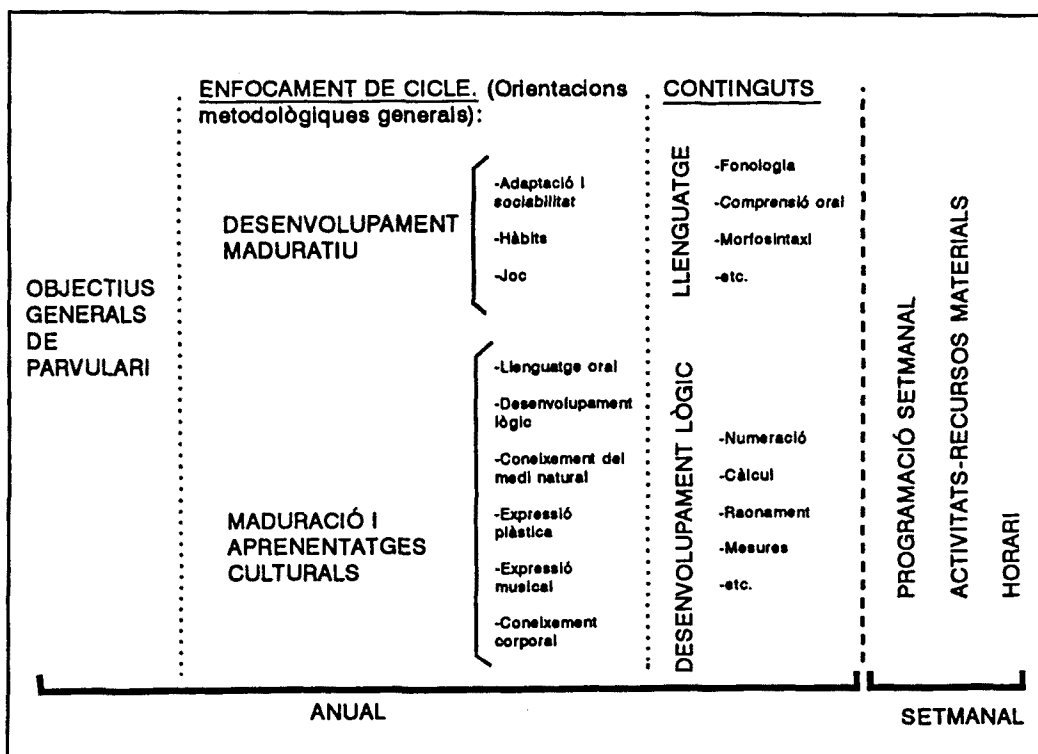 ENFOCAMENT DE CICLE. (Orientacions
metodològiques generals):
CONTINGUTS
OBJECTIUS
GENERALS
DE
PARVULARI
DESENVOLUPAMENT
MADURATIU
-Adaptació i
sociabilitat
-Hàbits
-Joc
MADURACIÓ I
APRENENTATGES
CULTURALS
-Llenguatge oral
-Desenvolupament
lògic
-Coneixement del
medi natural
-Expressió
plàstica
-Expressió
musical
-Coneixement
corporal
LLENGUATGE
-Fonologia
-Comprensió oral
-Morfosintaxi
-etc.
DESENVOLUPAMENT LÒGIC
-Numeració
-Càlcul
-Raonament
-Mesures
-etc.
PROGRAMACIÓ SETMANAL
ACTIVITATS-RECURSOS MATERIALS
HORARI
ANUAL
SETMANAL